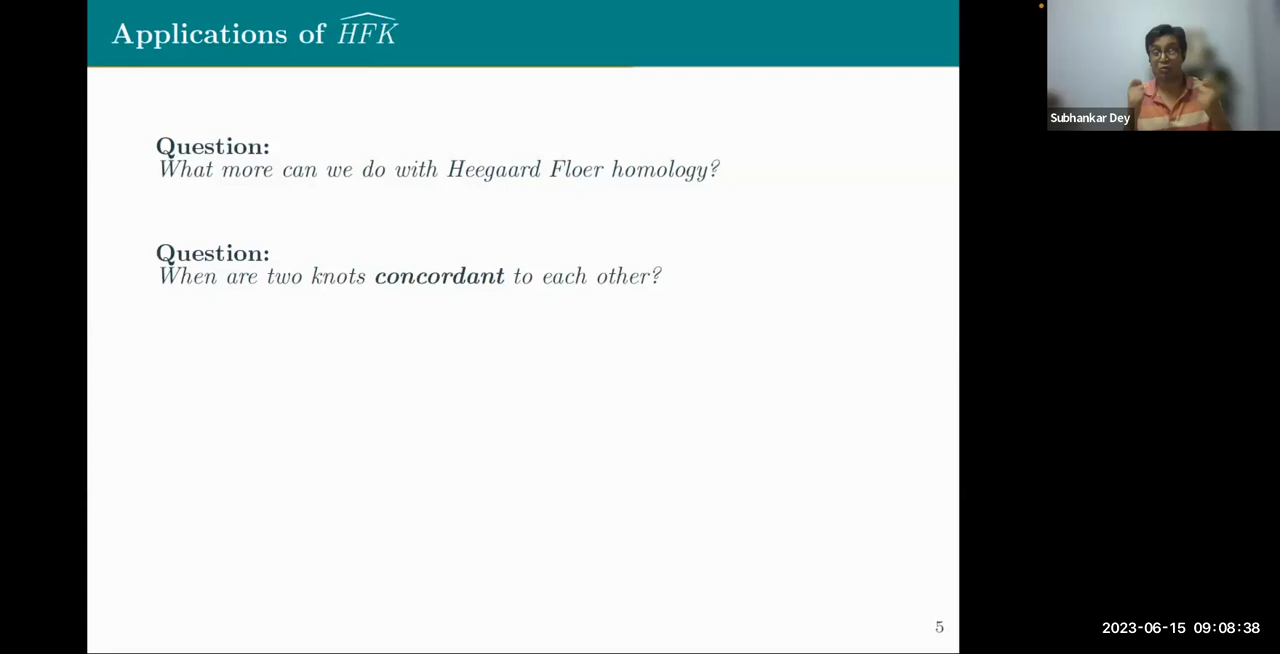 Applications of $\widehat{HFK}$
Question:
What more can we do with Heegaard Floer homology?
Question:
When are two knots concordant to each other?
5
Subhankar Dey
2023-06-15 09:08:38